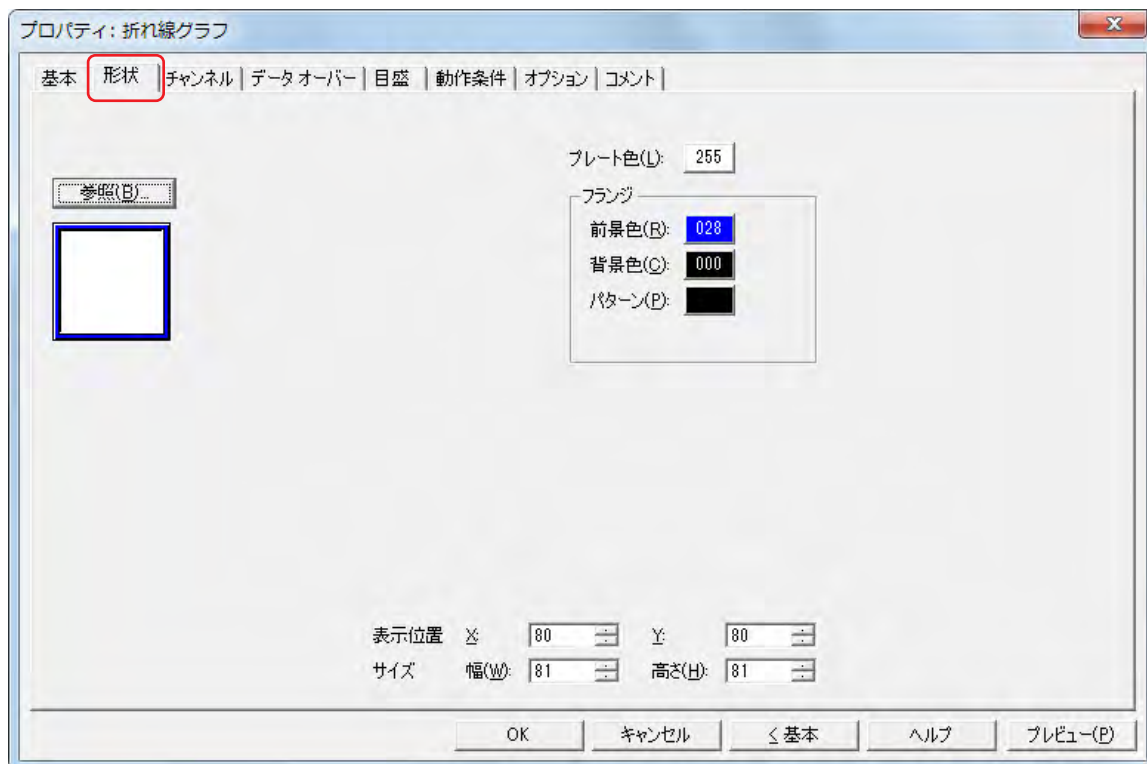 プロパティ: 折れ線グラフ
基本 形状 チャンネル データ オーバー 目盛 動作条件 オプション コメント
プレート色(L): 255
参照(B)...
フランジ
前景色(R): 028
背景色(C): 000
パターン(P):
表示位置 X: 80 Y: 80
サイズ 幅(W): 81 高さ(H): 81
OK キャンセル < 基本 ヘルプ プレビュー(P)